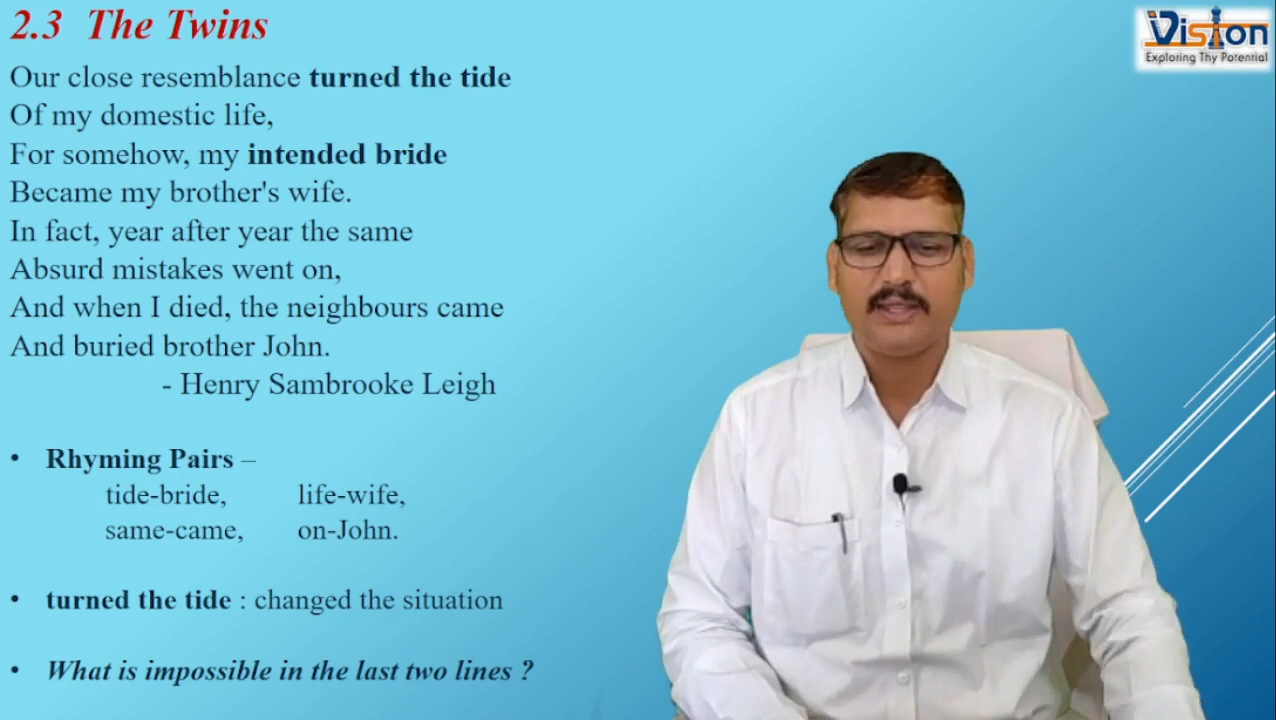 2.3 The Twins
Our close resemblance turned the tide
Of my domestic life,
For somehow, my intended bride
Became my brother's wife.
In fact, year after year the same
Absurd mistakes went on,
And when I died, the neighbours came
And buried brother John.
- Henry Sambrooke Leigh
• Rhyming Pairs –
tide-bride, life-wife,
same-came, on-John.
• turned the tide : changed the situation
• What is impossible in the last two lines ?
Vision
Exploring Thy Potential